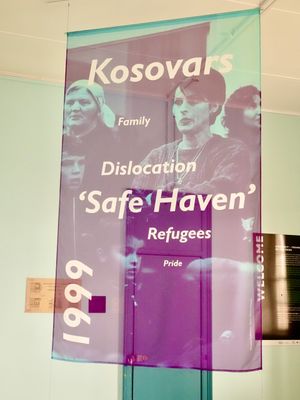 Kosovars
Family
Dislocation
'Safe Haven'
Refugees
Pride
1999
WELCOME